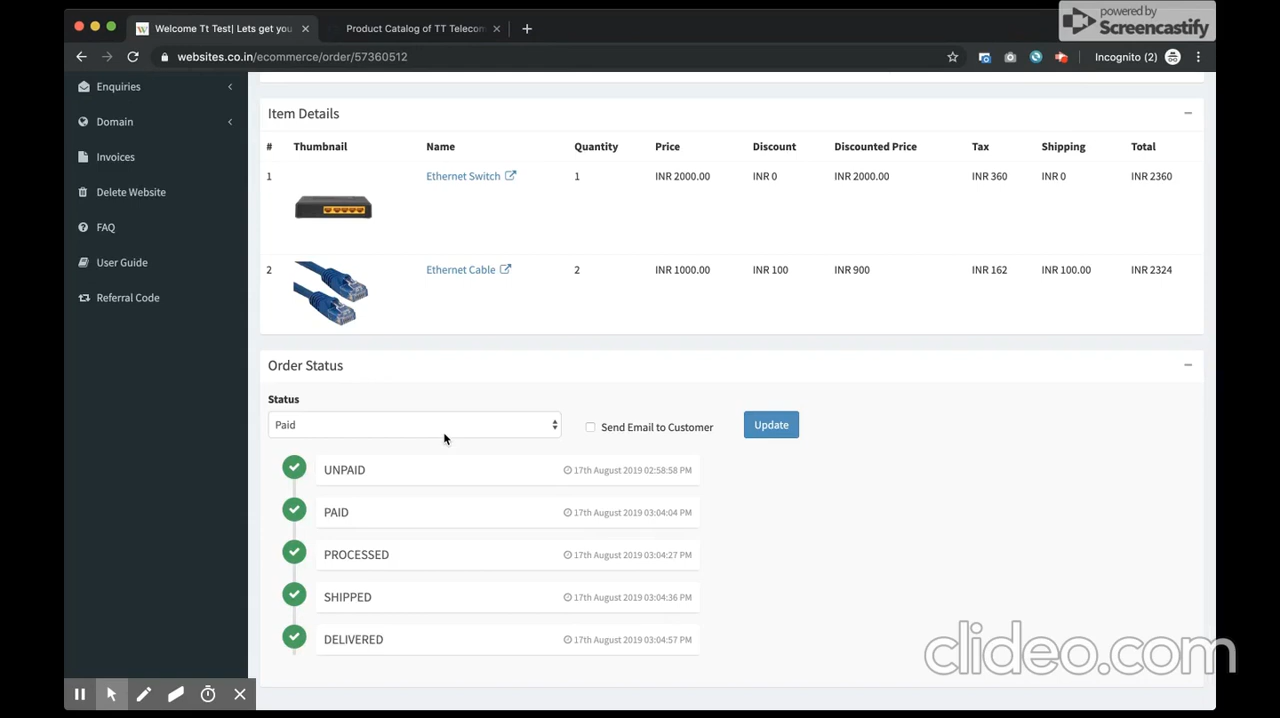 powered by
Screencastify
Welcome Tt Test| Lets get you
Product Catalog of TT Telecom
websites.co.in/ecommerce/order/57360512
Incognito (2)
Enquiries
Domain
Invoices
Delete Website
FAQ
User Guide
Referral Code
Item Details
# Thumbnail Name Quantity Price Discount Discounted Price Tax Shipping Total
1 Ethernet Switch 1 INR 2000.00 INR 0 INR 2000.00 INR 360 INR 0 INR 2360
2 Ethernet Cable 2 INR 1000.00 INR 100 INR 900 INR 162 INR 100.00 INR 2324
Order Status
Status
Paid Send Email to Customer Update
UNPAID 17th August 2019 02:58:58 PM
PAID 17th August 2019 03:04:04 PM
PROCESSED 17th August 2019 03:04:27 PM
SHIPPED 17th August 2019 03:04:36 PM
DELIVERED 17th August 2019 03:04:57 PM
clideo.com